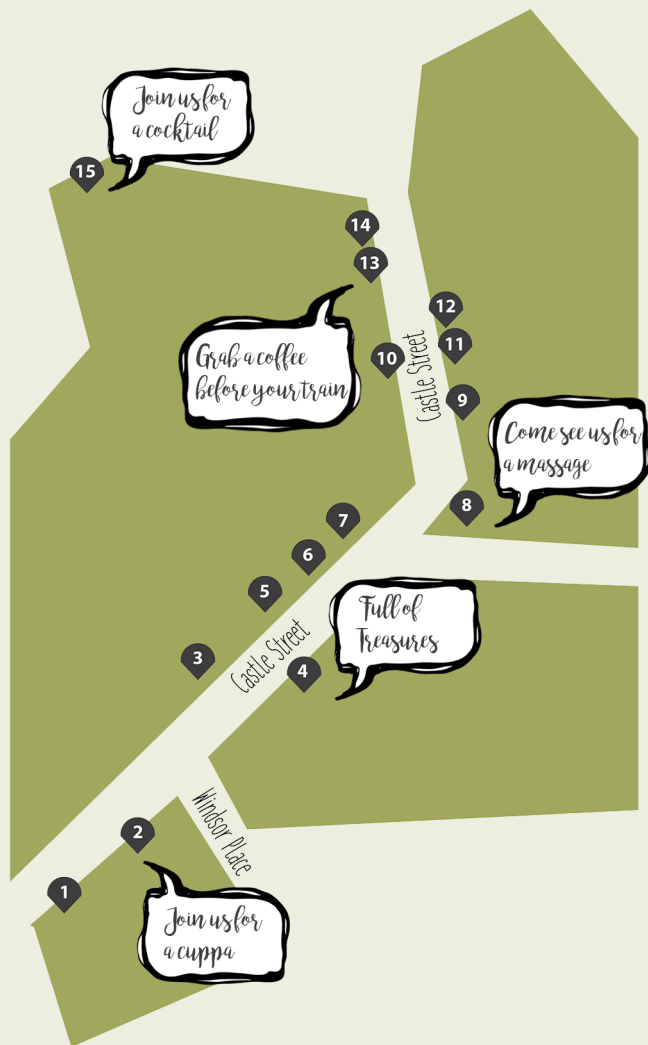 Join us for
a cocktail
15
14
13
12
Grab a coffee
before your train
10
Castle Street
11
9
Come see us for
a massage
8
7
6
5
Full of
Treasures
3
Castle Street
4
Windsor Place
2
1
Join us for
a cuppa